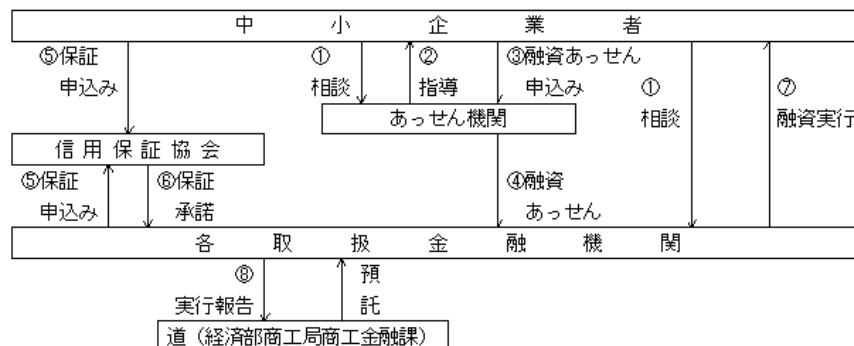 中小企業者
⑤保証
申込み
①
相談
②
指導
③融資あっせん
申込み
①
相談
⑦
融資実行
あっせん機関
信用保証協会
⑤保証
申込み
⑥保証
承諾
④融資
あっせん
各取扱金融機関
⑧
実行報告
預
託
道（経済部商工局商工金融課）